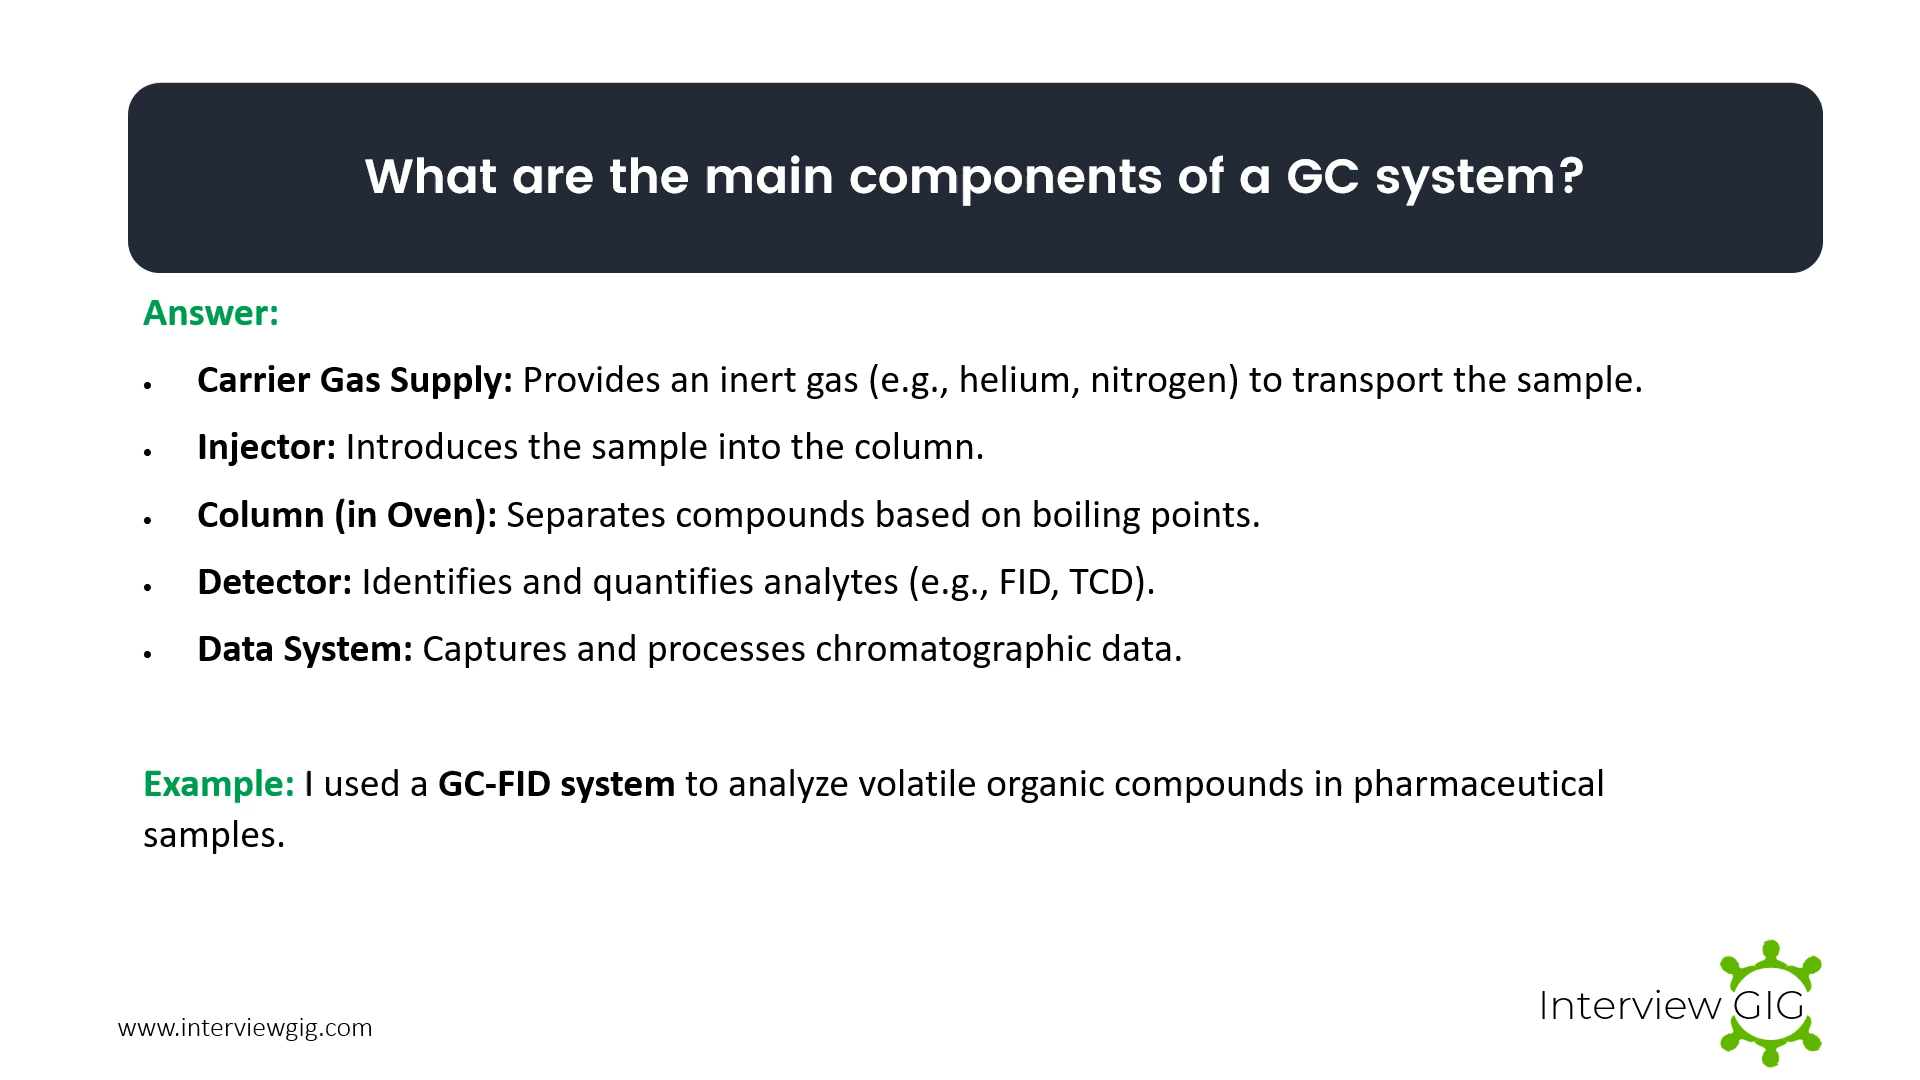 What are the main components of a GC system?
Answer:
• Carrier Gas Supply: Provides an inert gas (e.g., helium, nitrogen) to transport the sample.
• Injector: Introduces the sample into the column.
• Column (in Oven): Separates compounds based on boiling points.
• Detector: Identifies and quantifies analytes (e.g., FID, TCD).
• Data System: Captures and processes chromatographic data.
Example: I used a GC-FID system to analyze volatile organic compounds in pharmaceutical
samples.
Interview GIG
www.interviewgig.com